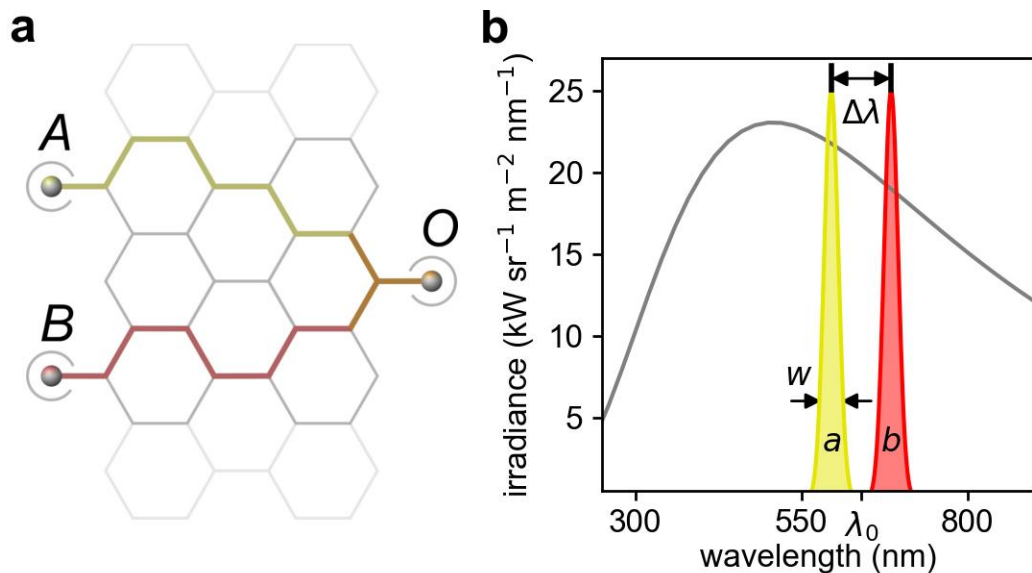 a
A
O
B
b
irradiance (kW sr⁻¹ m⁻² nm⁻¹)
25
20
15
10
5
Δλ
w
a
b
300
550
λ₀
800
wavelength (nm)